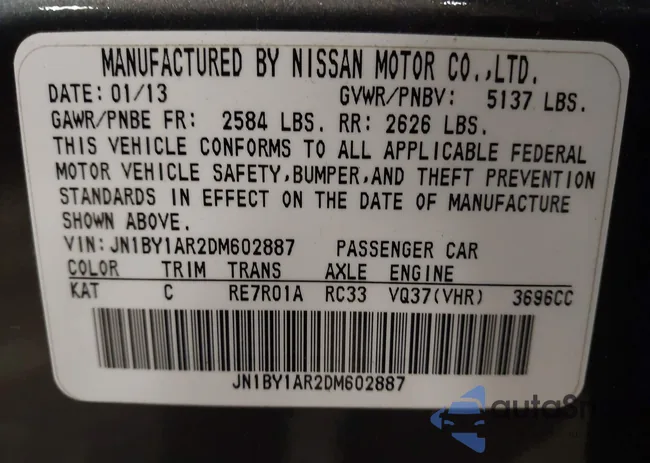 MANUFACTURED BY NISSAN MOTOR CO.,LTD.
DATE: 01/13 GVWR/PNBV: 5137 LBS.
GAWR/PNBE FR: 2584 LBS. RR: 2626 LBS.
THIS VEHICLE CONFORMS TO ALL APPLICABLE FEDERAL
MOTOR VEHICLE SAFETY,BUMPER,AND THEFT PREVENTION
STANDARDS IN EFFECT ON THE DATE OF MANUFACTURE
SHOWN ABOVE.
VIN: JN1BY1AR2DM602887 PASSENGER CAR
COLOR TRIM TRANS AXLE ENGINE
KAT C RE7R01A RC33 VQ37(VHR) 3696CC
JN1BY1AR2DM602887